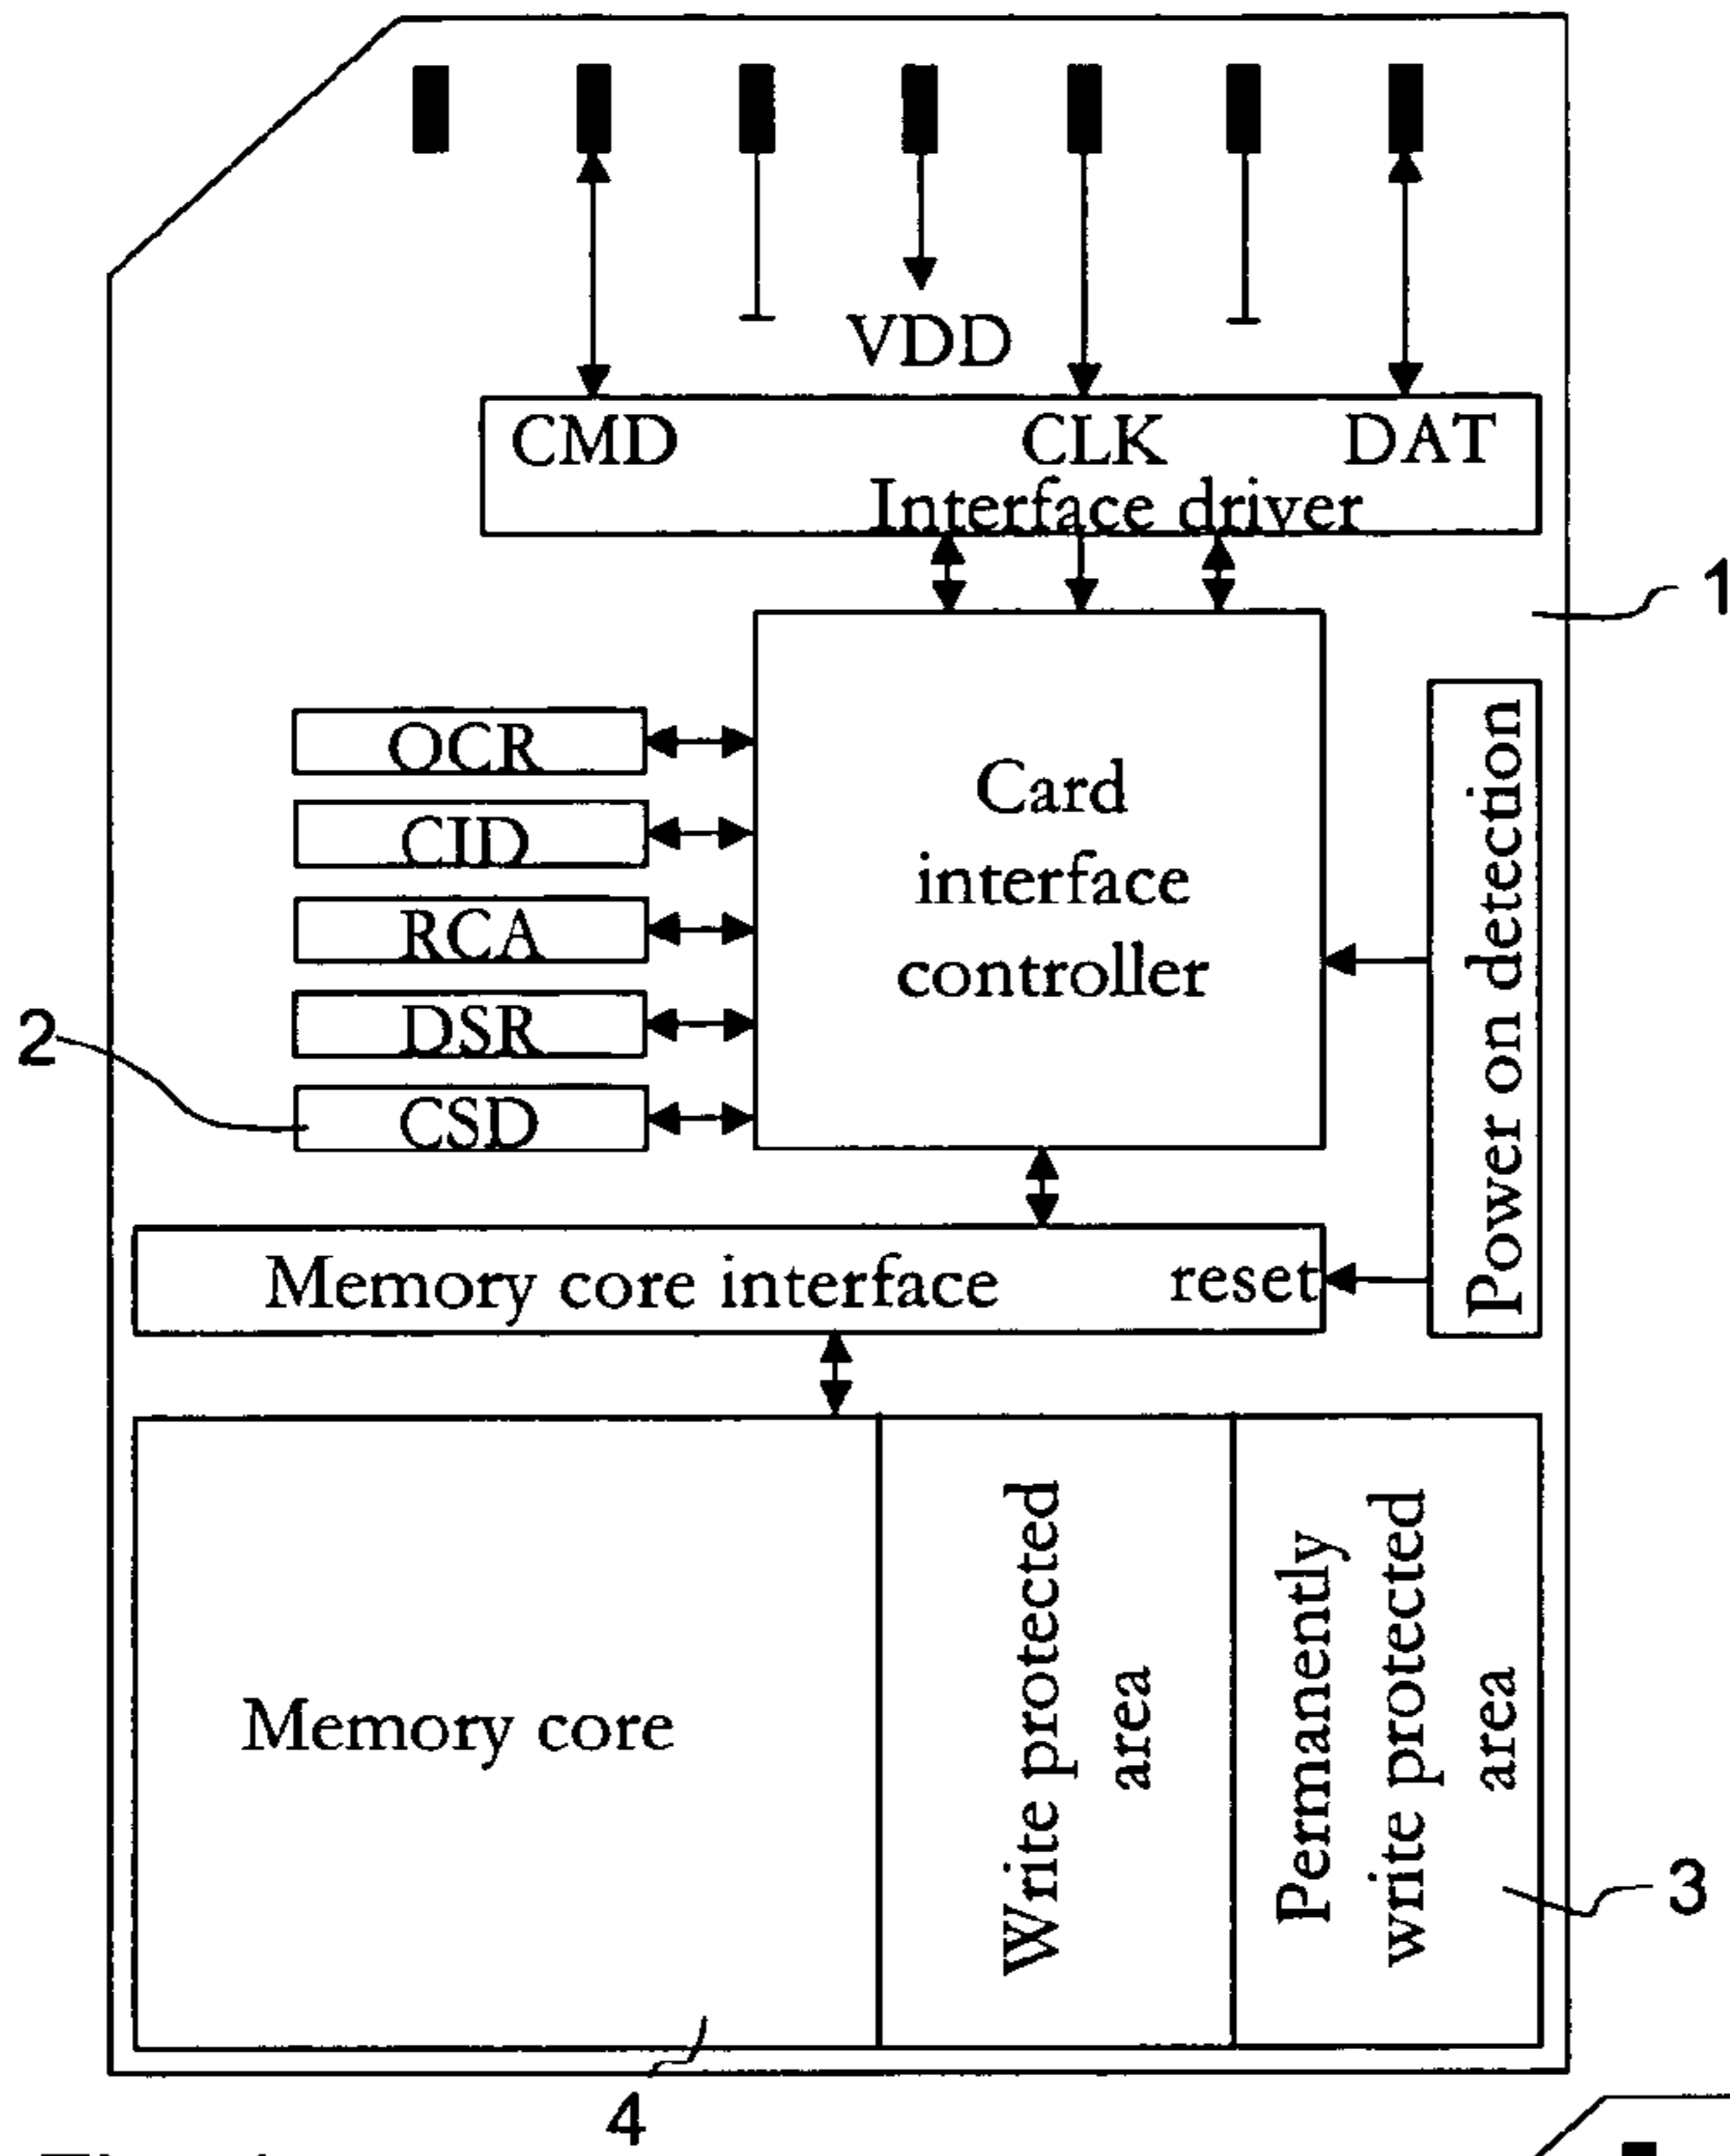 VDD
CMD CLK DAT
Interface driver
1
OCR
CID
RCA
DSR
CSD
2
Card
interface
controller
Power on detection
Memory core interface reset
Memory core
Write protected
area
Permanently
write protected
area
3
4